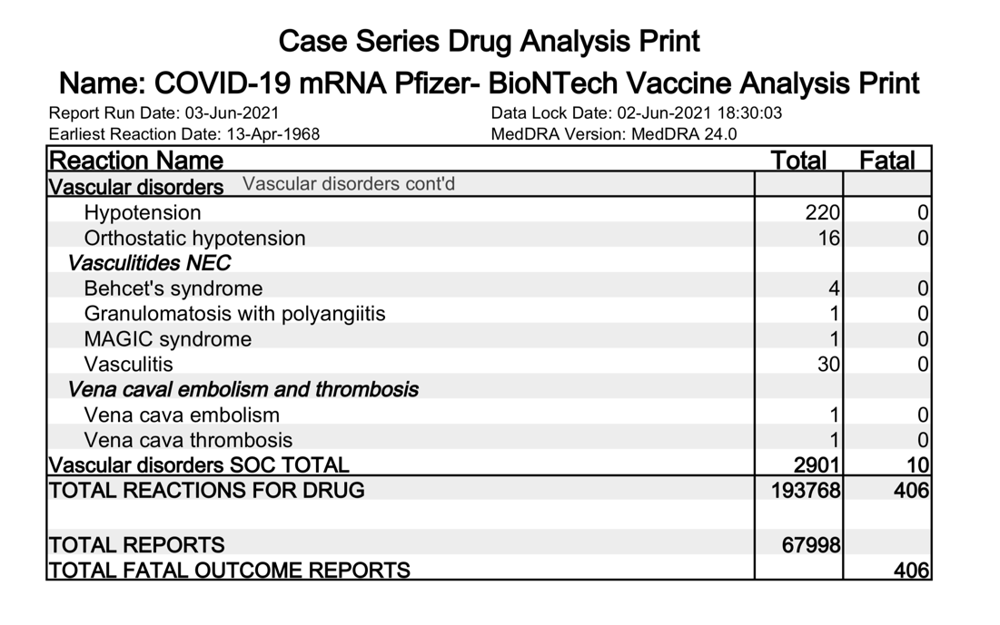 Case Series Drug Analysis Print
Name: COVID-19 mRNA Pfizer- BioNTech Vaccine Analysis Print
Report Run Date: 03-Jun-2021 Data Lock Date: 02-Jun-2021 18:30:03
Earliest Reaction Date: 13-Apr-1968 MedDRA Version: MedDRA 24.0
Reaction Name Total Fatal
Vascular disorders Vascular disorders cont'd
Hypotension 220 0
Orthostatic hypotension 16 0
Vasculitides NEC
Behcet's syndrome 4 0
Granulomatosis with polyangiitis 1 0
MAGIC syndrome 1 0
Vasculitis 30 0
Vena caval embolism and thrombosis
Vena cava embolism 1 0
Vena cava thrombosis 1 0
Vascular disorders SOC TOTAL 2901 10
TOTAL REACTIONS FOR DRUG 193768 406
TOTAL REPORTS 67998
TOTAL FATAL OUTCOME REPORTS 406